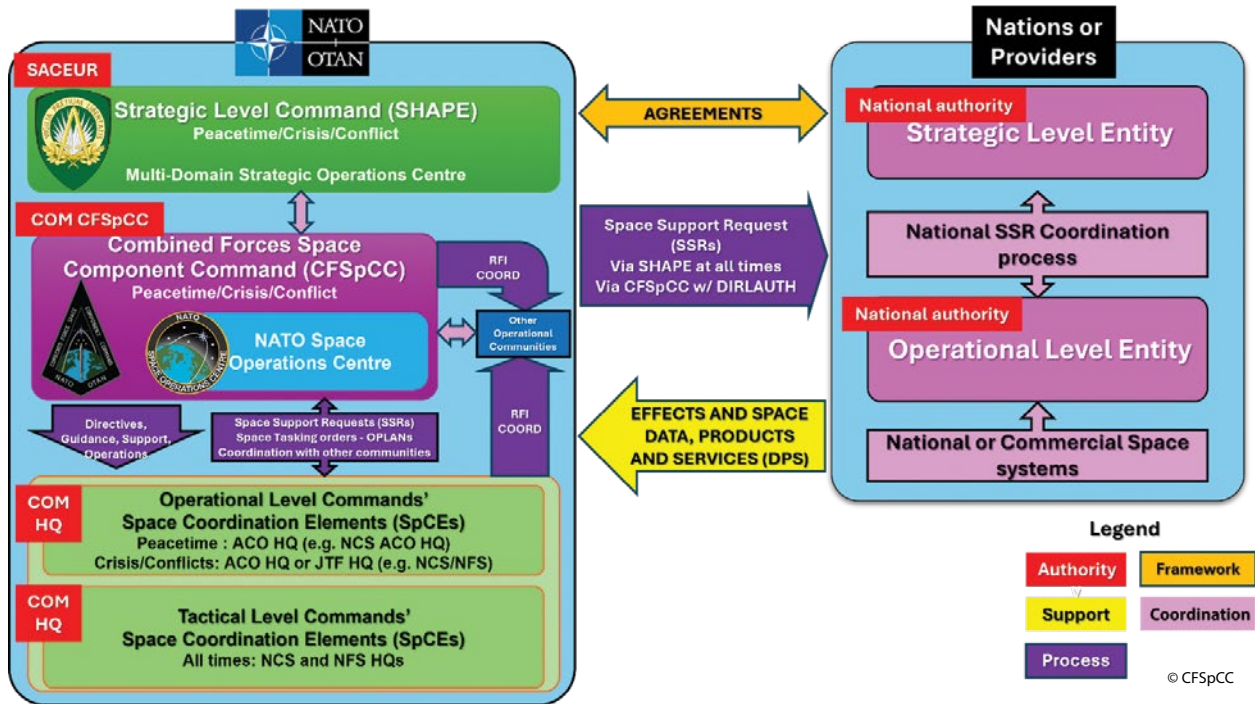 NATO
OTAN
SACEUR
Strategic Level Command (SHAPE)
Peacetime/Crisis/Conflict
Multi-Domain Strategic Operations Centre
COM CFSpCC
Combined Forces Space
Component Command (CFSpCC)
Peacetime/Crisis/Conflict
NATO Space
Operations Centre
NATO OTAN
NATO
SPACE OPERATIONS CENTRE
RFI
COORD
Other
Operational
Communities
RFI
COORD
Directives,
Guidance, Support,
Operations
Space Support Requests (SSRs)
Space Tasking orders - OPLANs
Coordination with other communities
COM
HQ
Operational Level Commands'
Space Coordination Elements (SpCEs)
Peacetime : ACO HQ (e.g. NCS ACO HQ)
Crisis/Conflicts: ACO HQ or JTF HQ (e.g. NCS/NFS)
COM
HQ
Tactical Level Commands'
Space Coordination Elements (SpCEs)
All times: NCS and NFS HQs
AGREEMENTS
Space Support Request
(SSRs)
Via SHAPE at all times
Via CFSpCC w/ DIRLAUTH
EFFECTS AND SPACE
DATA, PRODUCTS
AND SERVICES (DPS)
Nations or
Providers
National authority
Strategic Level Entity
National SSR Coordination
process
National authority
Operational Level Entity
National or Commercial Space
systems
Legend
Authority
Framework
Support
Coordination
Process
© CFSpCC